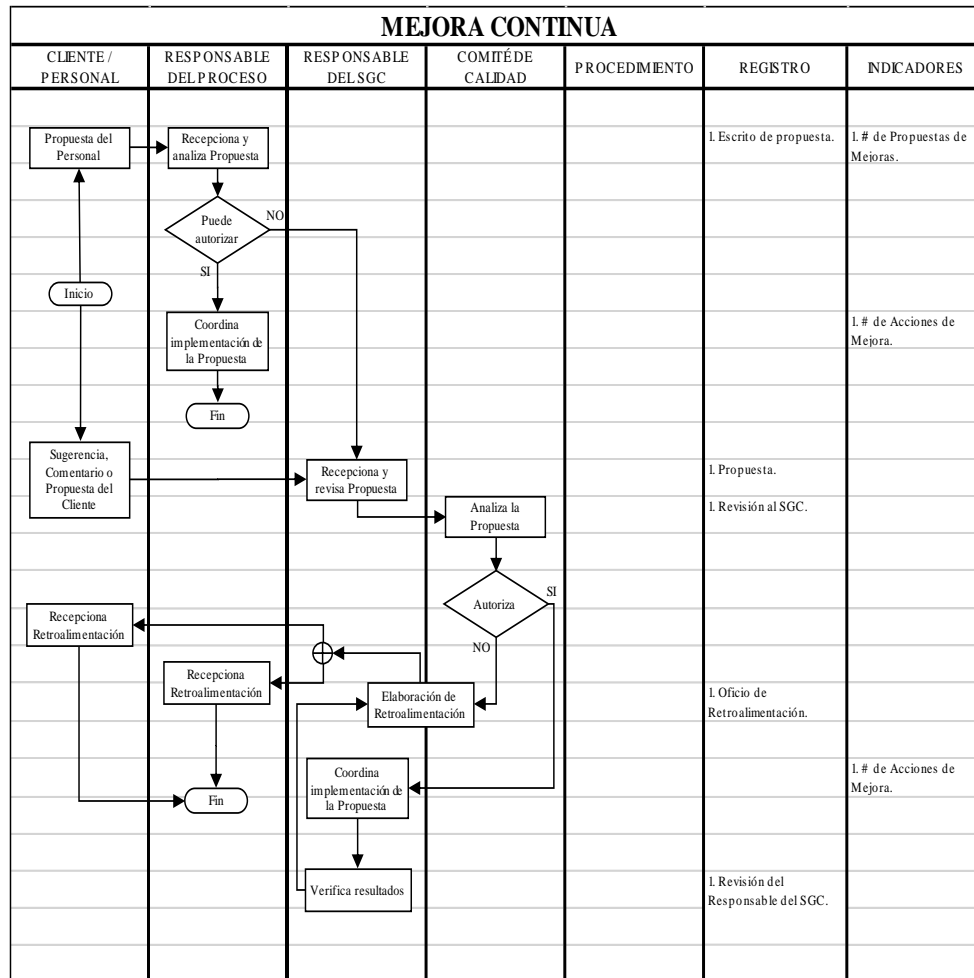 MEJORA CONTINUA
CLIENTE /
PERSONAL
RESPONSABLE
DEL PROCESO
RESPONSABLE
DEL SGC
COMITÉ DE
CALIDAD
PROCEDIMIENTO
REGISTRO
INDICADORES
Propuesta del
Personal
Recepciona y
analiza Propuesta
1. Escrito de propuesta.
1. # de Propuestas de
Mejoras.
Puede
autorizar
NO
SI
Inicio
Coordina
implementación de
la Propuesta
1. # de Acciones de
Mejora.
Fin
Sugerencia,
Comentario o
Propuesta del
Cliente
Recepciona y
revisa Propuesta
1. Propuesta.
Analiza la
Propuesta
1. Revisión al SGC.
Autoriza
SI
NO
Recepciona
Retroalimentación
Recepciona
Retroalimentación
Elaboración de
Retroalimentación
1. Oficio de
Retroalimentación.
Coordina
implementación de
la Propuesta
1. # de Acciones de
Mejora.
Fin
Verifica resultados
1. Revisión del
Responsable del SGC.